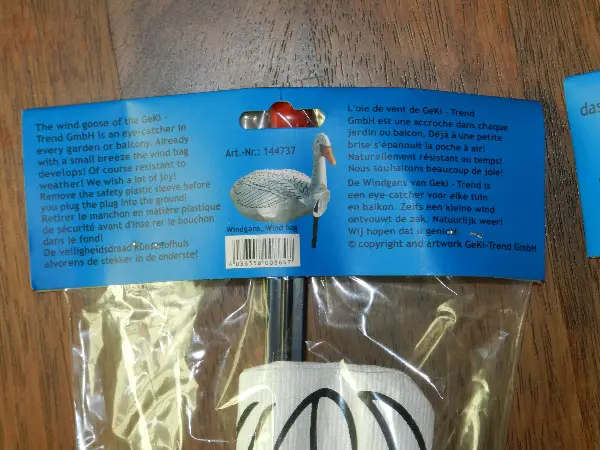 The wind goose of the GeKi -
Trend GmbH is an eye-catcher in
every garden or balcony. Already
with a small breeze the wind bag
develops! Of course resistant to
weather! We wish a lot of joy!
Remove the safety plastic sleeve before
you plug the plug into the ground!
Retirer le manchon en matière plastique
de sécurité avant d'inse rer le bouchon
dans le fond!
De veiligheidsdraad kunststofhuls
alvorens de stekker in de onderste!
Art.-Nr.: 144737
Windgans, Wind bag
L'oie de vent de GeKi - Trend
GmbH est une accroche dans chaque
jardin ou balcon. Déjà à une petite
brise s'épanouit la poche à air!
Naturellement résistant au temps!
Nous souhaitons beaucoup de joie!
De Windgans van Geki - Trend is
een eye-catcher voor elke tuin
en balkon. Zelfs een kleine wind
ontvouwt de zak. Natuurlijk weer!
Wij hopen dat u geniet
© copyright and artwork GeKi-Trend GmbH
das